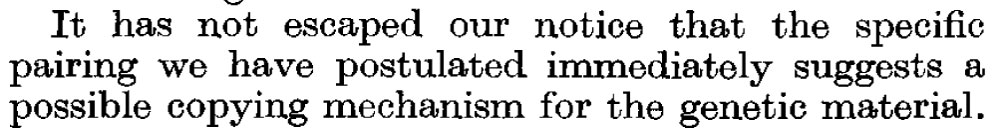 It has not escaped our notice that the specific
pairing we have postulated immediately suggests a
possible copying mechanism for the genetic material.